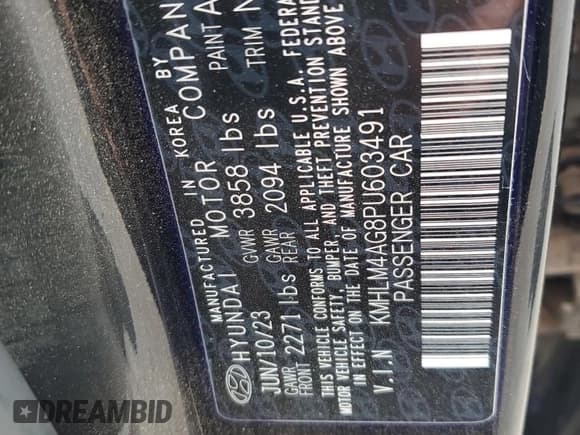 MANUFACTURED IN KOREA BY
HYUNDAI MOTOR COMPAN
JUN/10/23 GVWR 3858 lbs PAINT A
GAWR FRONT 2271 lbs GAWR REAR 2094 lbs TRIM N
THIS VEHICLE CONFORMS TO ALL APPLICABLE U.S.A. FEDERA
MOTOR VEHICLE SAFETY, BUMPER, AND THEFT PREVENTION STAND
IN EFFECT ON THE DATE OF MANUFACTURE SHOWN ABOVE
V.I.N KMHLM4AG8PU603491
PASSENGER CAR
DREAMBID